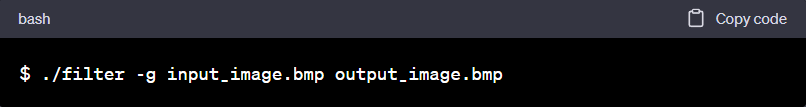 bash
Copy code
$ ./filter -g input_image.bmp output_image.bmp